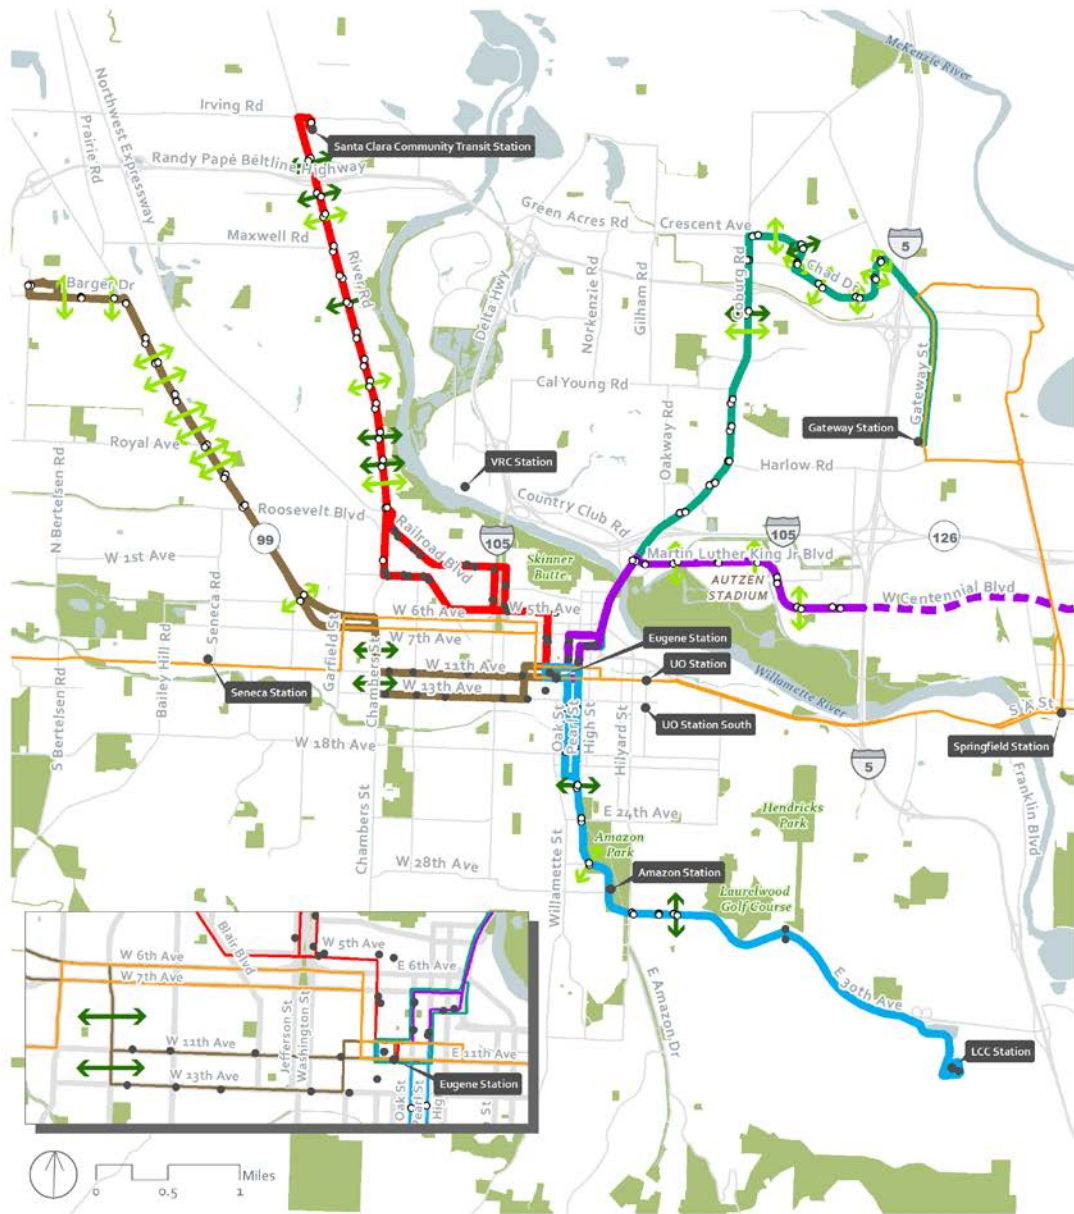 McKenzie River
Irving Rd
Northwest Expressway
Prairie Rd
Santa Clara Community Transit Station
Randy Papé Beltline Highway
Green Acres Rd
Crescent Ave
5
Maxwell Rd
River Rd
Delta Hwy
Norkenzie Rd
Gilham Rd
Coburg Rd
Chad Dr
Barger Dr
Gateway St
Cal Young Rd
Oakway Rd
Gateway Station
Royal Ave
N Bertelsen Rd
VRC Station
Harlow Rd
Country Club Rd
Roosevelt Blvd
99
Railroad Blvd
105
105
126
W 1st Ave
Skinner
Butte
Martin Luther King Jr Blvd
AUTZEN
STADIUM
W Centennial Blvd
Seneca Rd
W 6th Ave
W 5th Ave
W 7th Ave
Eugene Station
Bailey Hill Rd
Garfield St
W 11th Ave
UO Station
W 13th Ave
Willamette River
Seneca Station
S Bertelsen Rd
Chambers St
Oak St
Pearl St
High St
Hilyard St
UO Station South
S A St
Springfield Station
W 18th Ave
5
Franklin Blvd
Chambers St
E 24th Ave
Hendricks
Park
Amazon
Park
Willamette St
W 28th Ave
Amazon Station
Laurelwood
Golf Course
E 30th Ave
E Amazon Dr
LCC Station
Blair Blvd
W 5th Ave
W 6th Ave
E 6th Ave
W 7th Ave
Jefferson St
Washington St
W 11th Ave
E 11th Ave
W 13th Ave
Eugene Station
Oak St
Pearl St
Hig
St
Miles
0 0.5 1